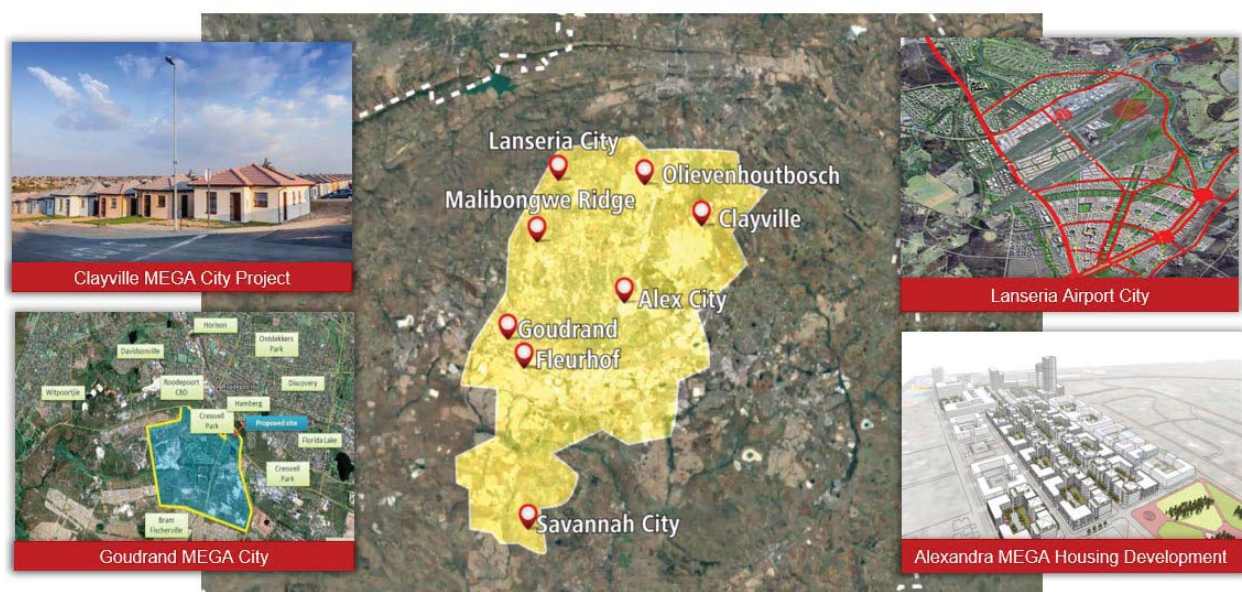 Clayville MEGA City Project
Horison
Ontdekkers
Park
Davidsonville
Roodepoort
CBD
Discovery
Witpoortjie
Hamberg
Creswell
Park
Proposed site
Florida Lake
Creswell
Park
Bram
Fischerville
Goudrand MEGA City
Lanseria City
Olievenhoutbosch
Malibongwe Ridge
Clayville
Alex City
Goudrand
Fleurhof
Savannah City
Lanseria Airport City
Alexandra MEGA Housing Development